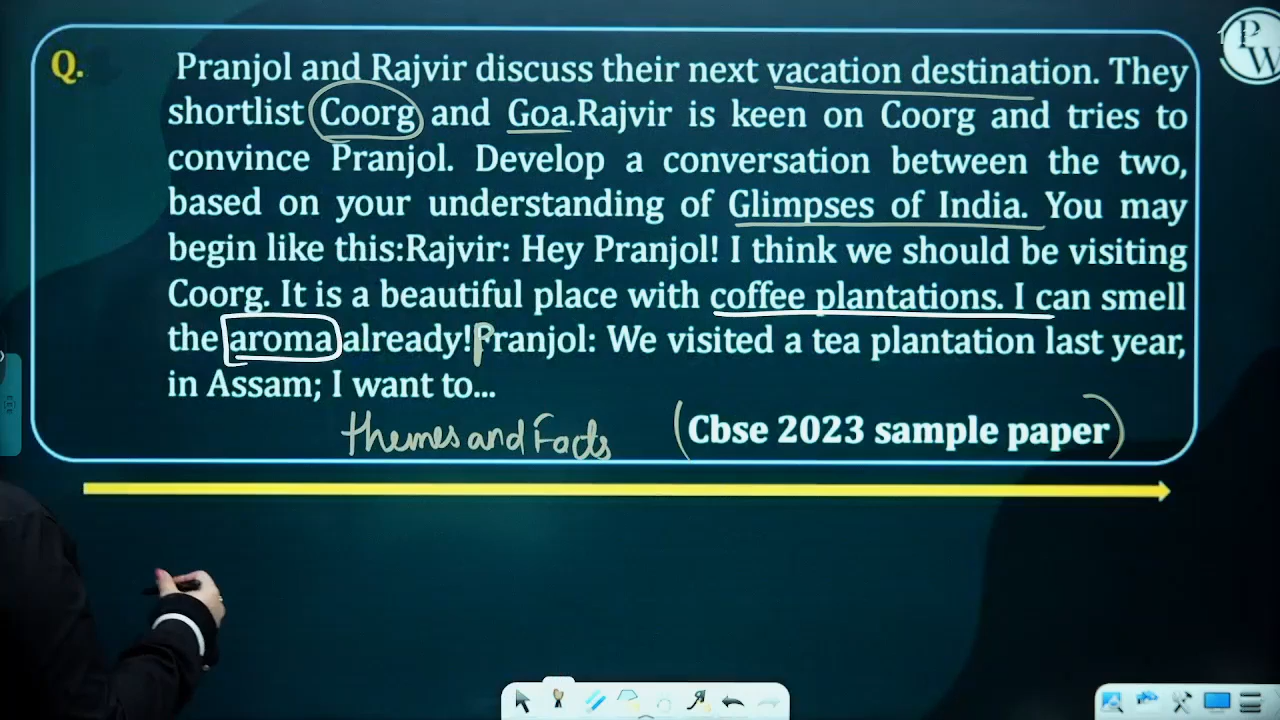 PW
Q. Pranjol and Rajvir discuss their next vacation destination. They
shortlist Coorg and Goa.Rajvir is keen on Coorg and tries to
convince Pranjol. Develop a conversation between the two,
based on your understanding of Glimpses of India. You may
begin like this:Rajvir: Hey Pranjol! I think we should be visiting
Coorg. It is a beautiful place with coffee plantations. I can smell
the aroma already!Pranjol: We visited a tea plantation last year,
in Assam; I want to...
themes and Facts (Cbse 2023 sample paper)